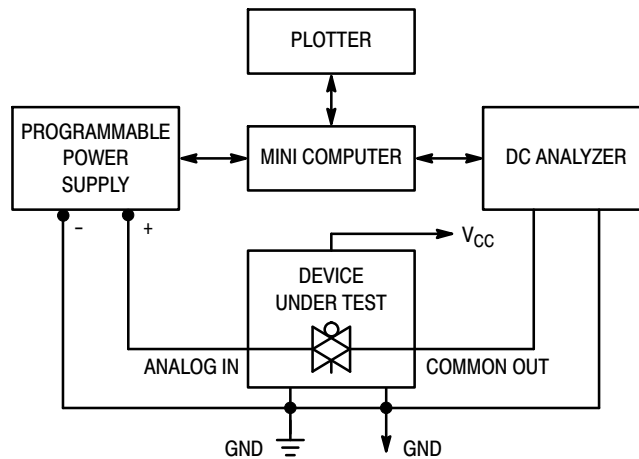 PLOTTER
PROGRAMMABLE
POWER
SUPPLY
MINI COMPUTER
DC ANALYZER
− +
VCC
DEVICE
UNDER TEST
ANALOG IN
COMMON OUT
GND
GND